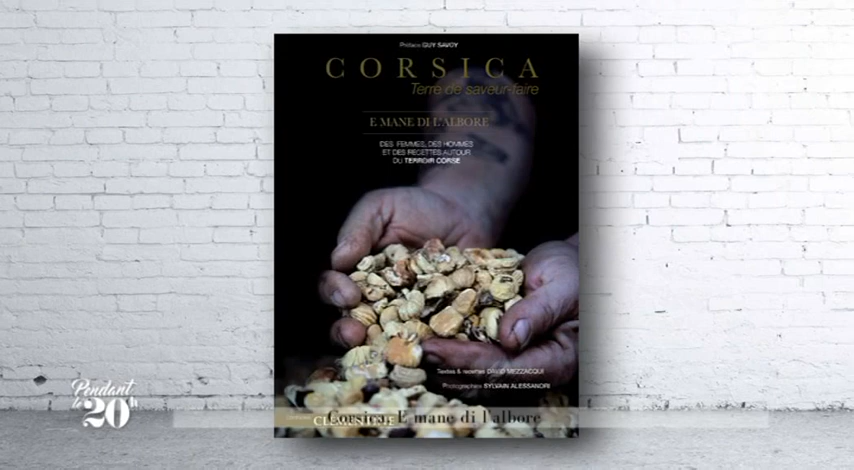 Préface GUY SAVOY
CORSICA
Terre de saveur-faire
E MANE DI L'ALBORE
DES FEMMES, DES HOMMES
ET DES RECETTES AUTOUR
DU TERROIR CORSE
Textes & recettes DAVID MEZZACQUI
Photographies SYLVAIN ALESSANDRI
Corsica, E mane di l'albore
Pendant
le 20h